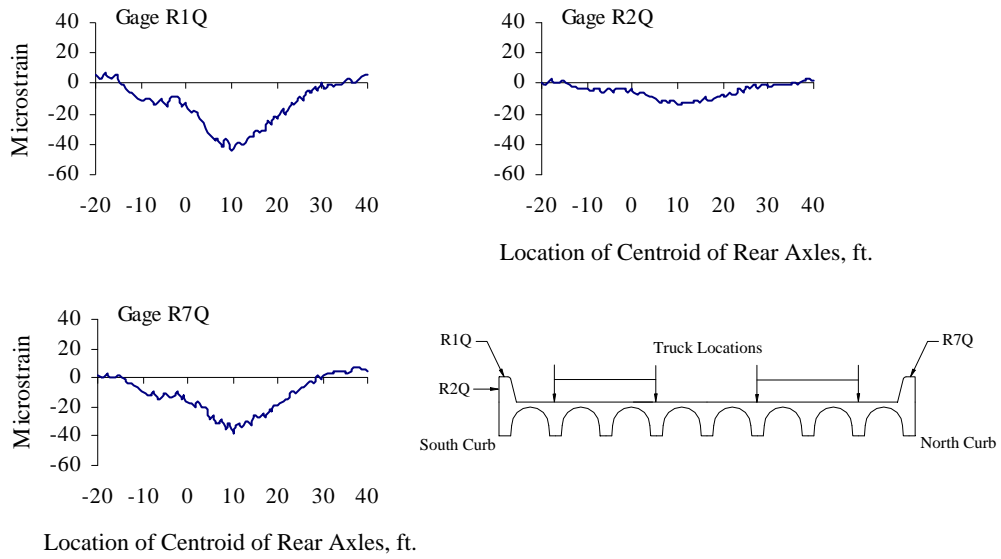 Gage R1Q
40
20
0
-20
-40
-60
Microstrain
-20 -10 0 10 20 30 40
Gage R2Q
40
20
0
-20
-40
-60
-20 -10 0 10 20 30 40
Location of Centroid of Rear Axles, ft.
Gage R7Q
40
20
0
-20
-40
-60
Microstrain
-20 -10 0 10 20 30 40
Location of Centroid of Rear Axles, ft.
R1Q
Truck Locations
R7Q
R2Q
South Curb
North Curb